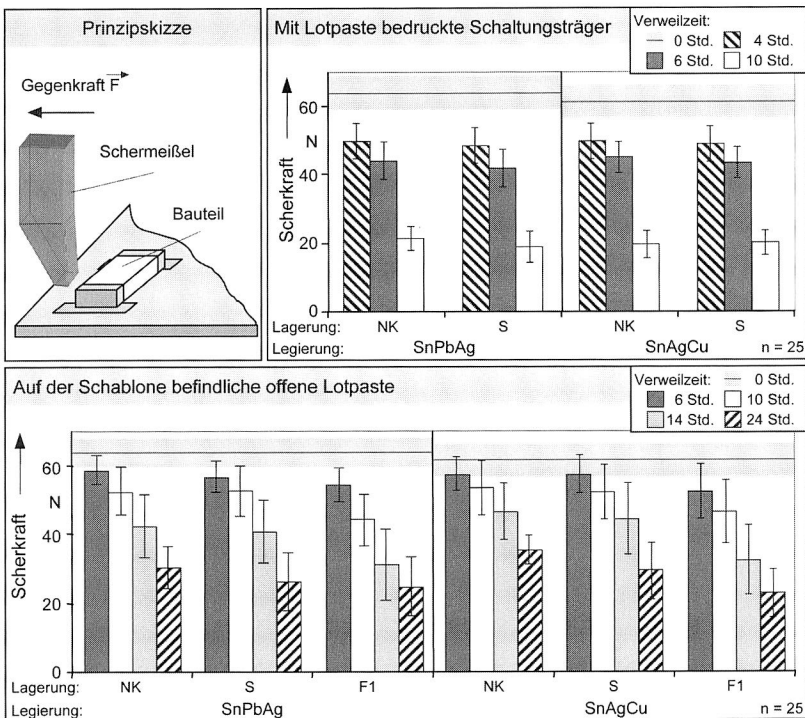 Prinzipskizze
Gegenkraft F
Schermeißel
Bauteil
Mit Lotpaste bedruckte Schaltungsträger
Verweilzeit:
0 Std.
4 Std.
6 Std.
10 Std.
Scherkraft
60
N
40
20
0
Lagerung:
NK
S
NK
S
Legierung:
SnPbAg
SnAgCu
n = 25
Auf der Schablone befindliche offene Lotpaste
Verweilzeit:
0 Std.
6 Std.
10 Std.
14 Std.
24 Std.
Scherkraft
60
N
40
20
0
Lagerung:
NK
S
F1
NK
S
F1
Legierung:
SnPbAg
SnAgCu
n = 25